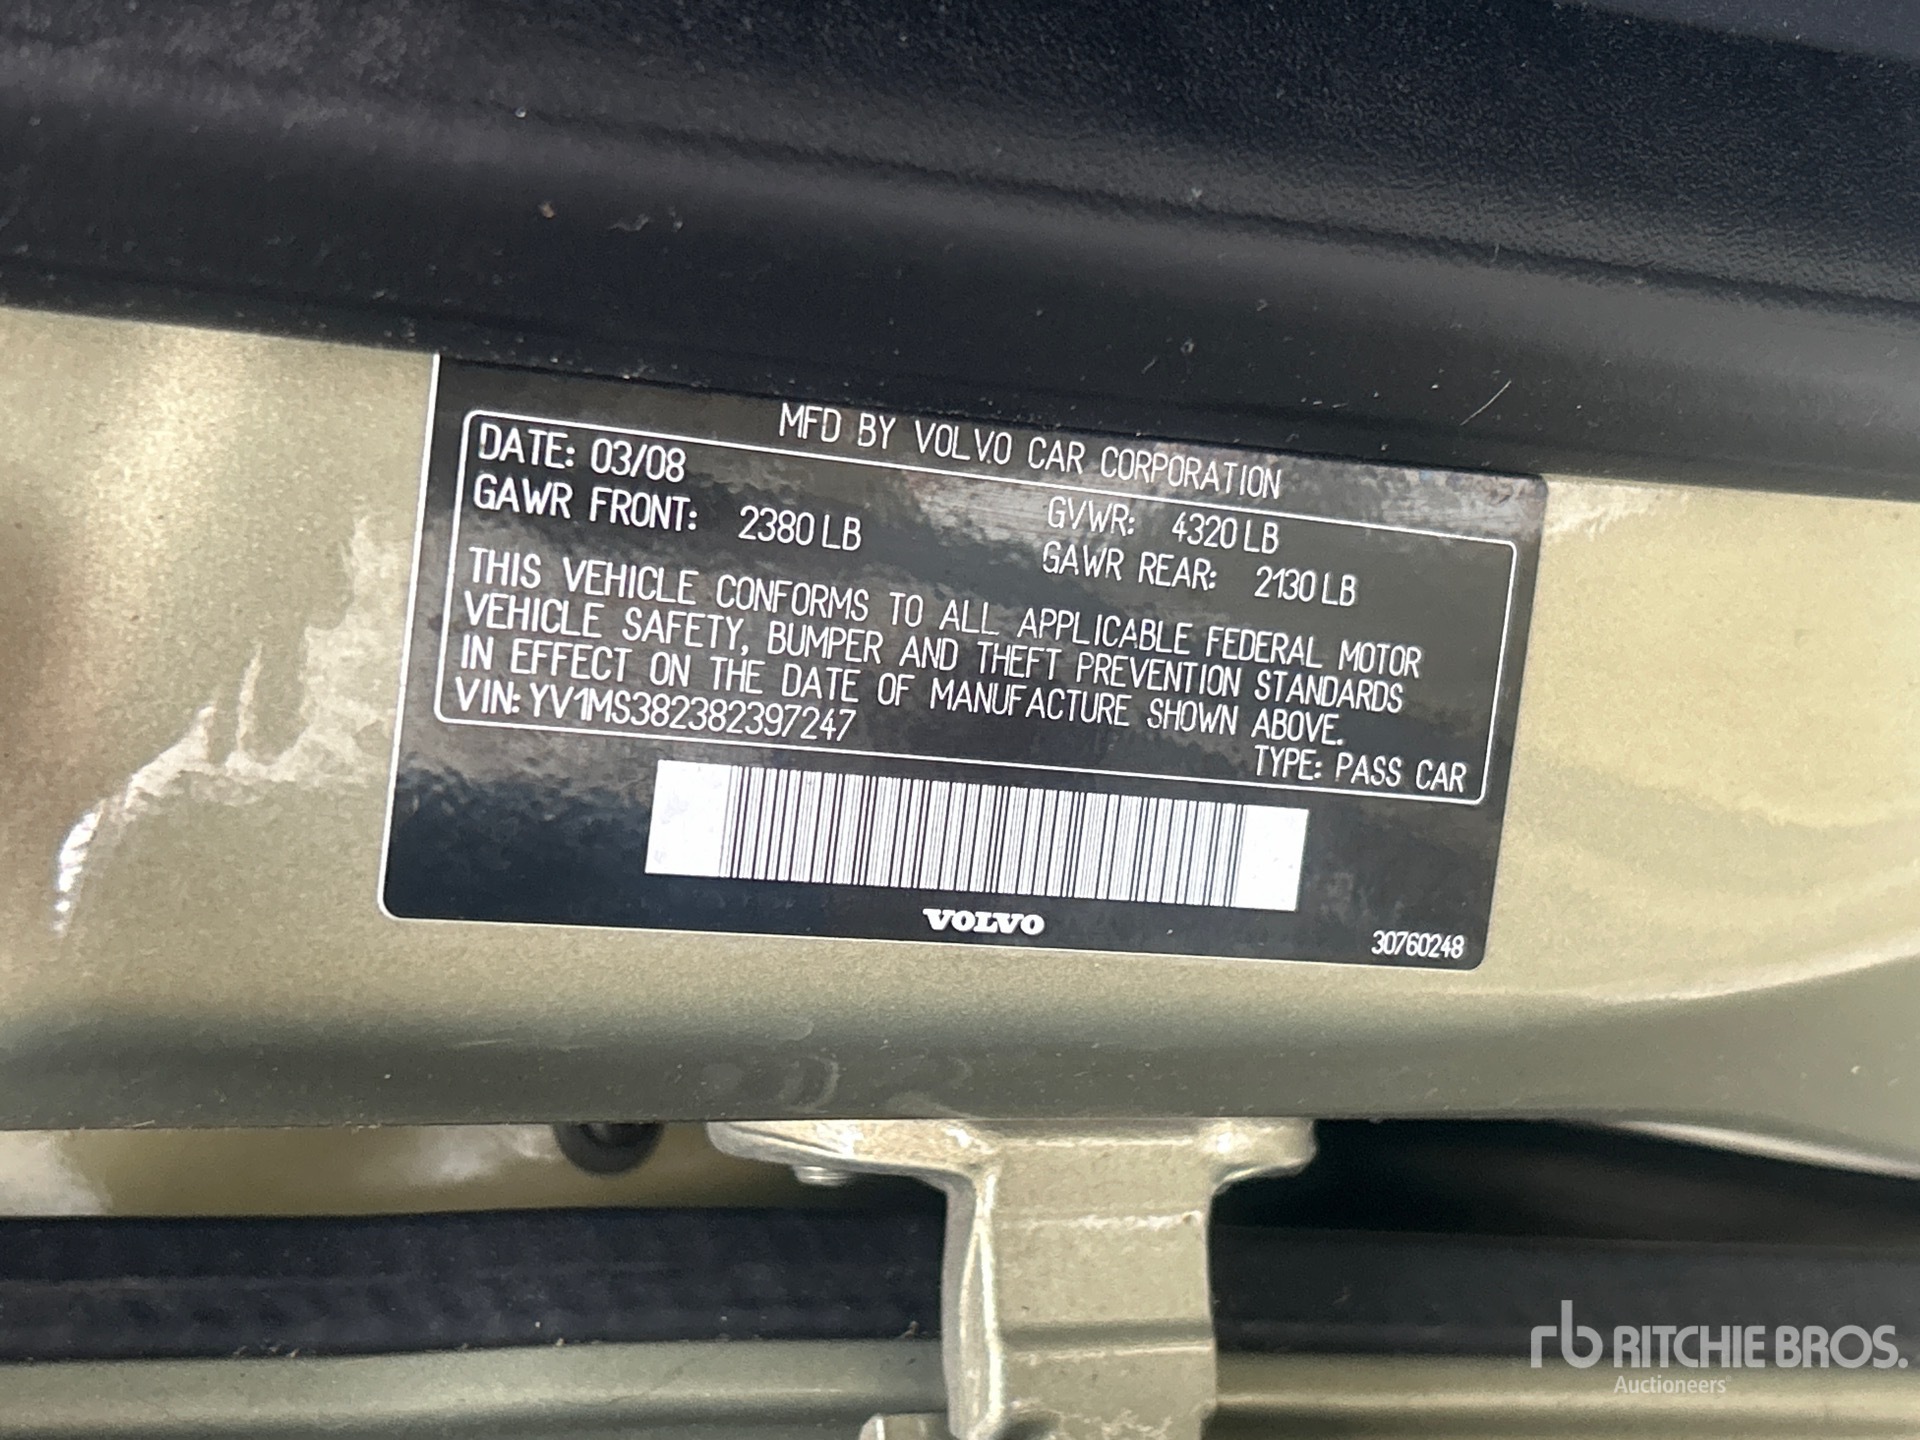 MFD BY VOLVO CAR CORPORATION
DATE: 03/08
GVWR: 4320 LB
GAWR FRONT: 2380 LB
GAWR REAR: 2130 LB
THIS VEHICLE CONFORMS TO ALL APPLICABLE FEDERAL MOTOR
VEHICLE SAFETY, BUMPER AND THEFT PREVENTION STANDARDS
IN EFFECT ON THE DATE OF MANUFACTURE SHOWN ABOVE.
VIN: YV1MS382382397247
TYPE: PASS CAR
VOLVO
30760248
rb RITCHIE BROS.
Auctioneers